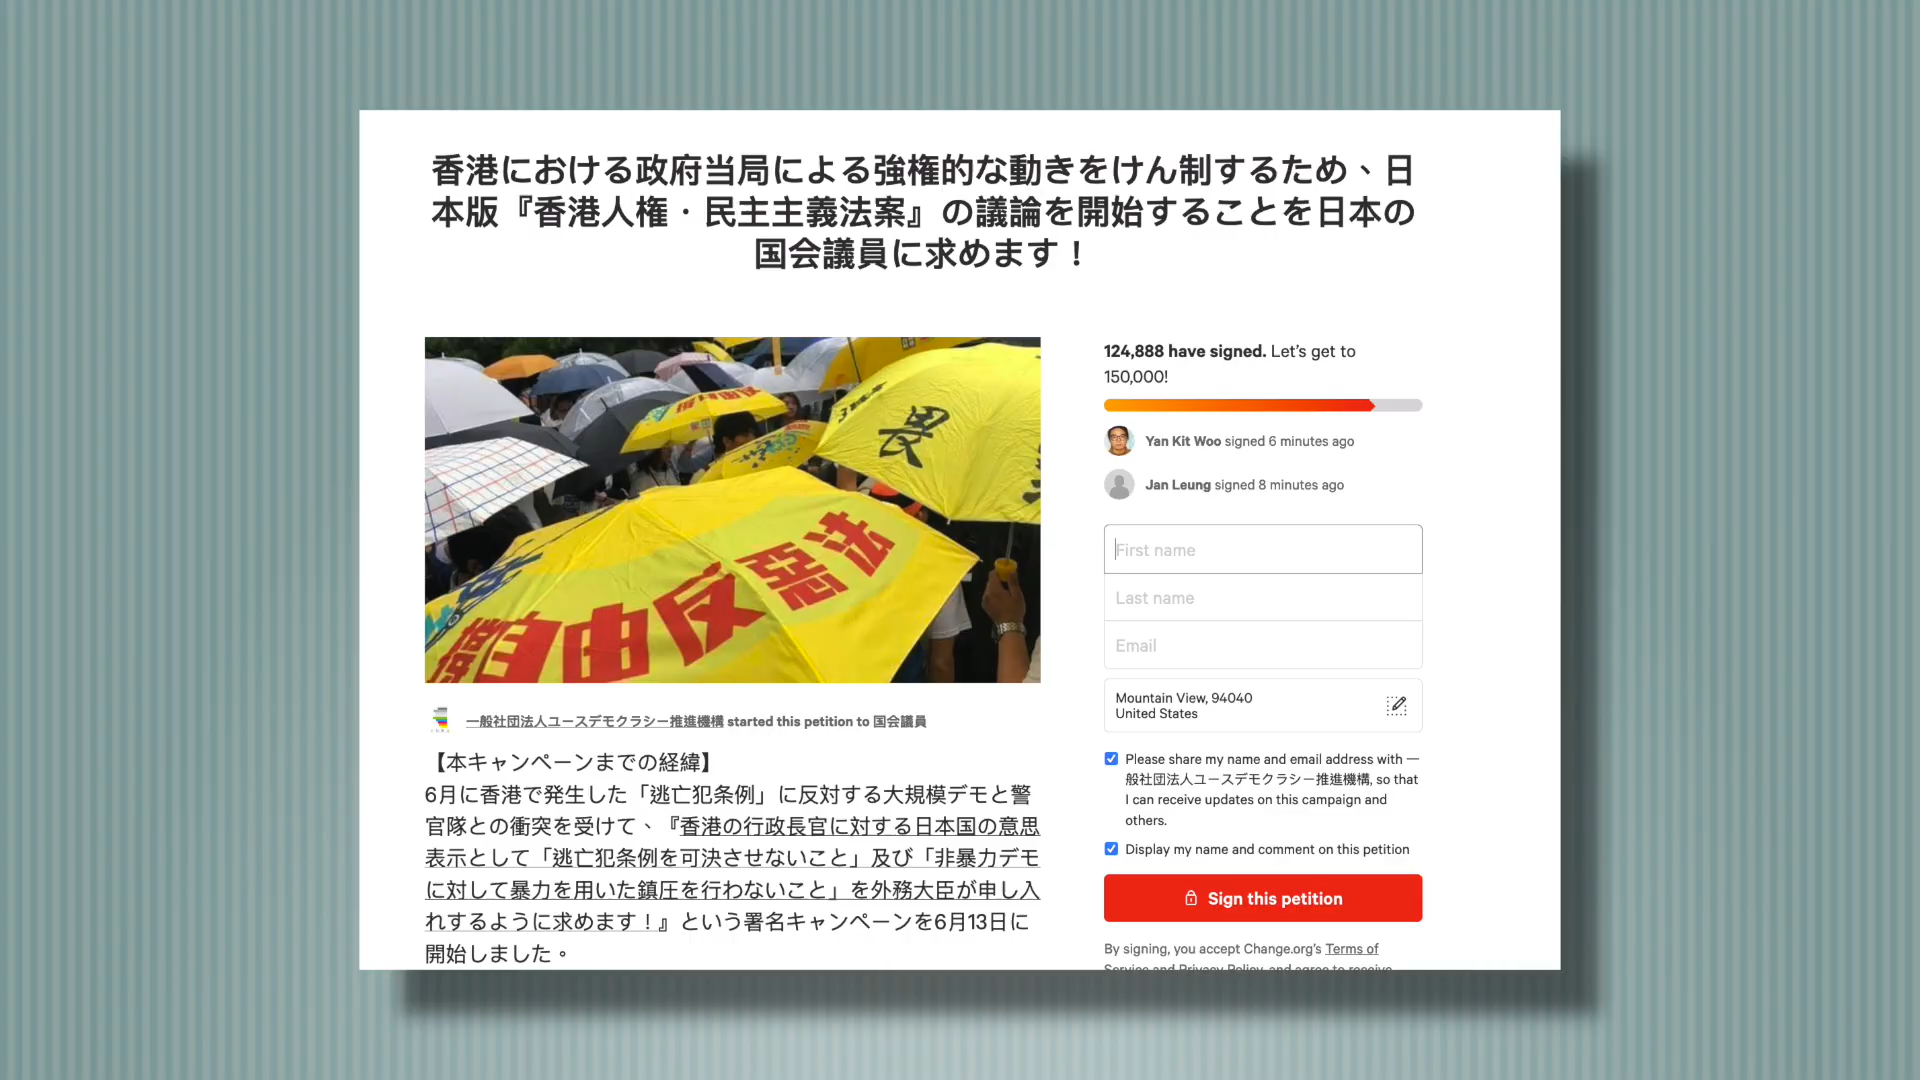 香港における政府当局による強権的な動きをけん制するため、日
本版『香港人権・民主主義法案』の議論を開始することを日本の
国会議員に求めます！
自由反惡法
畏
一般社団法人ユースデモクラシー推進機構 started this petition to 国会議員
【本キャンペーンまでの経緯】
6月に香港で発生した「逃亡犯条例」に反対する大規模デモと警
官隊との衝突を受けて、『香港の行政長官に対する日本国の意思
表示として「逃亡犯条例を可決させないこと」及び「非暴力デモ
に対して暴力を用いた鎮圧を行わないこと」を外務大臣が申し入
れするように求めます！』という署名キャンペーンを6月13日に
開始しました。
124,888 have signed. Let's get to
150,000!
Yan Kit Woo signed 6 minutes ago
Jan Leung signed 8 minutes ago
First name
Last name
Email
Mountain View, 94040
United States
Please share my name and email address with 一
般社団法人ユースデモクラシー推進機構, so that
I can receive updates on this campaign and
others.
Display my name and comment on this petition
Sign this petition
By signing, you accept Change.org's Terms of
Service and Privacy Policy, and agree to receive